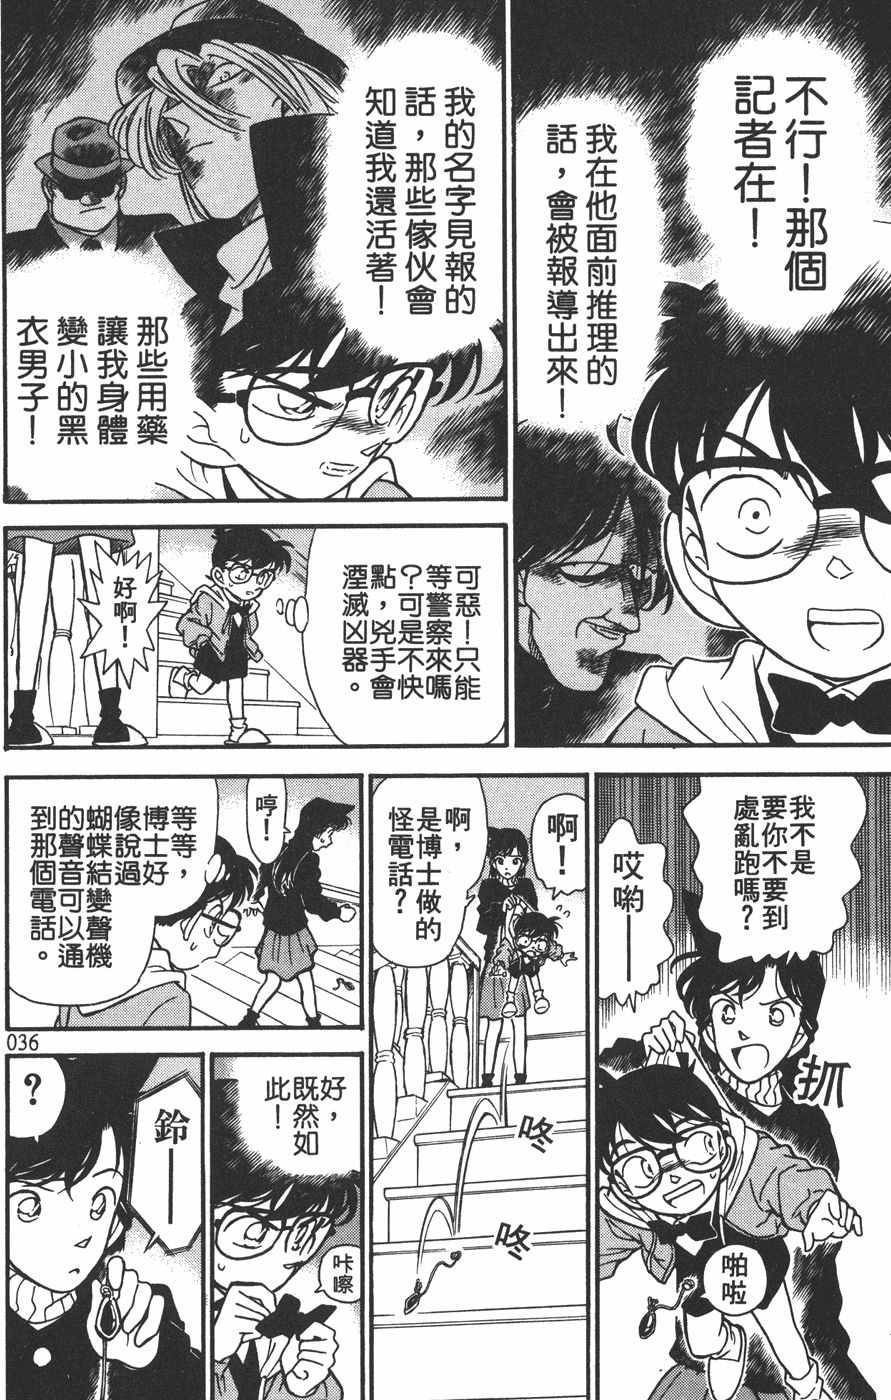 不行！那個
記者在！
我在他面前推理的
話，會被報導出來！
我的名字見報的
話，那些傢伙會
知道我還活著！
那些用藥
讓我身體
變小的黑
衣男子！
可惡！只能
等警察來嗎
？可是不快
點，兇手會
湮滅凶器。
好啊！
我不是
要你不要到
處亂跑嗎？
哎喲——
抓
啪啦
啊！
啊，
是博士做的
怪電話？
咚
咚
哼！
等等，
博士好
像說過
蝴蝶結變聲機
的聲音可以通
到那個電話。
好，
既然如
此！
咔嚓
鈴——
？
036